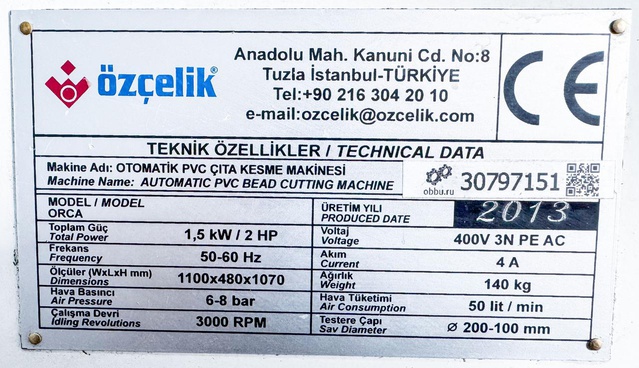 özçelik®
Anadolu Mah. Kanuni Cd. No:8
Tuzla İstanbul-TÜRKİYE
Tel:+90 216 304 20 10
e-mail:ozcelik@ozcelik.com
CE
TEKNİK ÖZELLİKLER / TECHNICAL DATA
Makine Adı: OTOMATİK PVC ÇITA KESME MAKİNESİ
Machine Name: AUTOMATIC PVC BEAD CUTTING MACHINE
obbu.ru 30797151
MODEL / MODEL
ORCA
ÜRETİM YILI
PRODUCED DATE
2013
Toplam Güç
Total Power
1,5 kW / 2 HP
Voltaj
Voltage
400V 3N PE AC
Frekans
Frequency
50-60 Hz
Akım
Current
4 A
Ölçüler (WxLxH mm)
Dimensions
1100x480x1070
Ağırlık
Weight
140 kg
Hava Basıncı
Air Pressure
6-8 bar
Hava Tüketimi
Air Consumption
50 lit / min
Çalışma Devri
Idling Revolutions
3000 RPM
Testere Çapı
Sav Diameter
Ø 200-100 mm